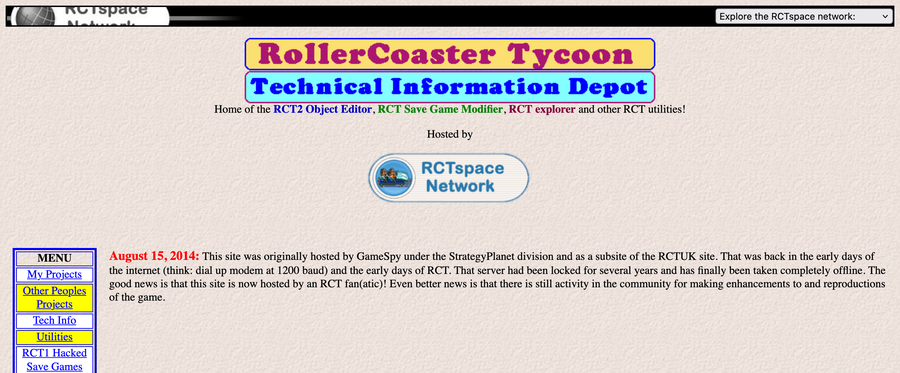 RCTspace
Network
Explore the RCTspace network:
RollerCoaster Tycoon
Technical Information Depot
Home of the RCT2 Object Editor, RCT Save Game Modifier, RCT explorer and other RCT utilities!
Hosted by
RCTspace
Network
MENU
My Projects
Other Peoples
Projects
Tech Info
Utilities
RCT1 Hacked
Save Games
August 15, 2014: This site was originally hosted by GameSpy under the StrategyPlanet division and as a subsite of the RCTUK site. That was back in the early days of
the internet (think: dial up modem at 1200 baud) and the early days of RCT. That server had been locked for several years and has finally been taken completely offline. The
good news is that this site is now hosted by an RCT fan(atic)! Even better news is that there is still activity in the community for making enhancements to and reproductions
of the game.